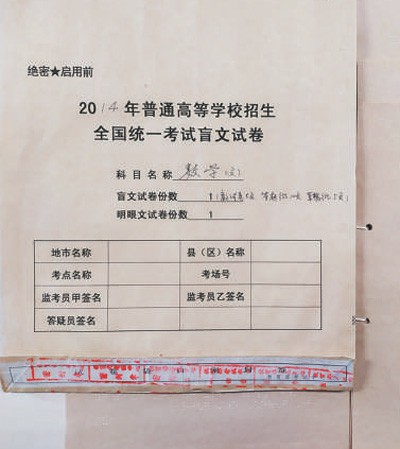 绝密★启用前
2014年普通高等学校招生
全国统一考试盲文试卷
科目名称 数学(文)
盲文试卷份数 1
明眼文试卷份数 1
地市名称 县(区)名称
考点名称 考场号
监考员甲签名 监考员乙签名
答疑员签名